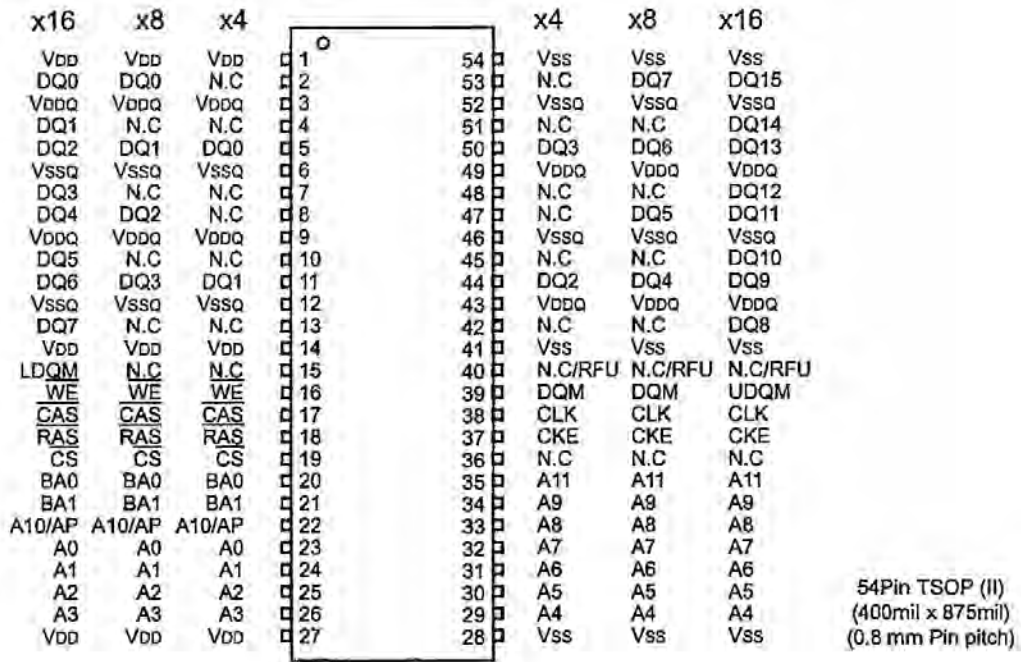 x16 x8 x4 x4 x8 x16
VDD VDD VDD 1 54 VSS VSS VSS
DQ0 DQ0 N.C 2 53 N.C DQ7 DQ15
VDDQ VDDQ VDDQ 3 52 VSSQ VSSQ VSSQ
DQ1 N.C N.C 4 51 N.C N.C DQ14
DQ2 DQ1 DQ0 5 50 DQ3 DQ6 DQ13
VSSQ VSSQ VSSQ 6 49 VDDQ VDDQ VDDQ
DQ3 N.C N.C 7 48 N.C N.C DQ12
DQ4 DQ2 N.C 8 47 N.C DQ5 DQ11
VDDQ VDDQ VDDQ 9 46 VSSQ VSSQ VSSQ
DQ5 N.C N.C 10 45 N.C N.C DQ10
DQ6 DQ3 DQ1 11 44 DQ2 DQ4 DQ9
VSSQ VSSQ VSSQ 12 43 VDDQ VDDQ VDDQ
DQ7 N.C N.C 13 42 N.C N.C DQ8
VDD VDD VDD 14 41 VSS VSS VSS
LDQM N.C N.C 15 40 N.C/RFU N.C/RFU N.C/RFU
WE WE WE 16 39 DQM DQM UDQM
CAS CAS CAS 17 38 CLK CLK CLK
RAS RAS RAS 18 37 CKE CKE CKE
CS CS CS 19 36 N.C N.C N.C
BA0 BA0 BA0 20 35 A11 A11 A11
BA1 BA1 BA1 21 34 A9 A9 A9
A10/AP A10/AP A10/AP 22 33 A8 A8 A8
A0 A0 A0 23 32 A7 A7 A7
A1 A1 A1 24 31 A6 A6 A6
A2 A2 A2 25 30 A5 A5 A5
A3 A3 A3 26 29 A4 A4 A4
VDD VDD VDD 27 28 VSS VSS VSS
54Pin TSOP (II)
(400mil x 875mil)
(0.8 mm Pin pitch)